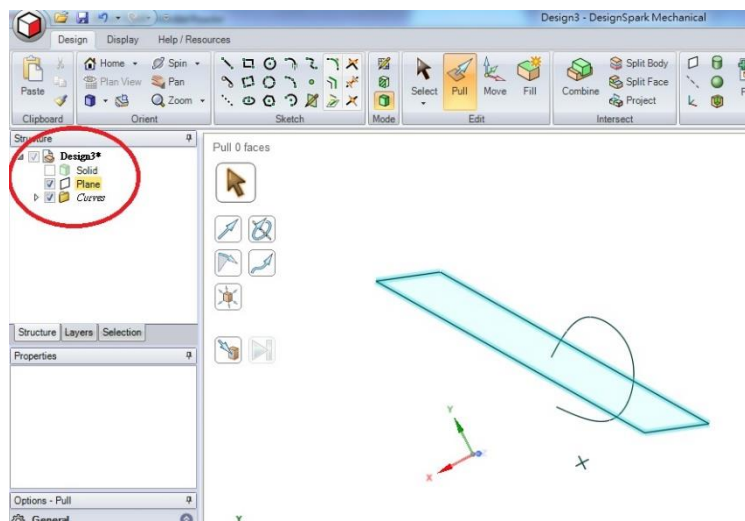 Design3 - DesignSpark Mechanical
Design Display Help / Resources
Home Spin
Plan View Pan
Paste Zoom
Select Pull Move Fill
Combine Split Body
Split Face
Project
Clipboard Orient Sketch Mode Edit Intersect
Structure
Design3*
Solid
Plane
Curves
Structure Layers Selection
Properties
Options - Pull
General
Pull 0 faces
Y
X
Y